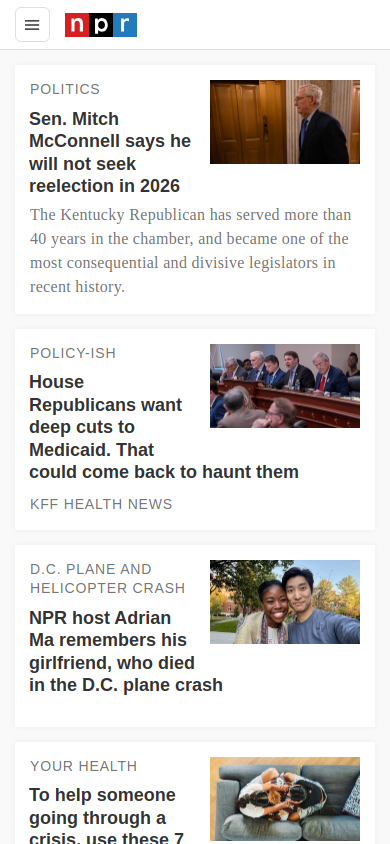 npr
POLITICS
Sen. Mitch
McConnell says he
will not seek
reelection in 2026
The Kentucky Republican has served more than
40 years in the chamber, and became one of the
most consequential and divisive legislators in
recent history.
POLICY-ISH
House
Republicans want
deep cuts to
Medicaid. That
could come back to haunt them
KFF HEALTH NEWS
D.C. PLANE AND
HELICOPTER CRASH
NPR host Adrian
Ma remembers his
girlfriend, who died
in the D.C. plane crash
YOUR HEALTH
To help someone
going through a
crisis, use these 7